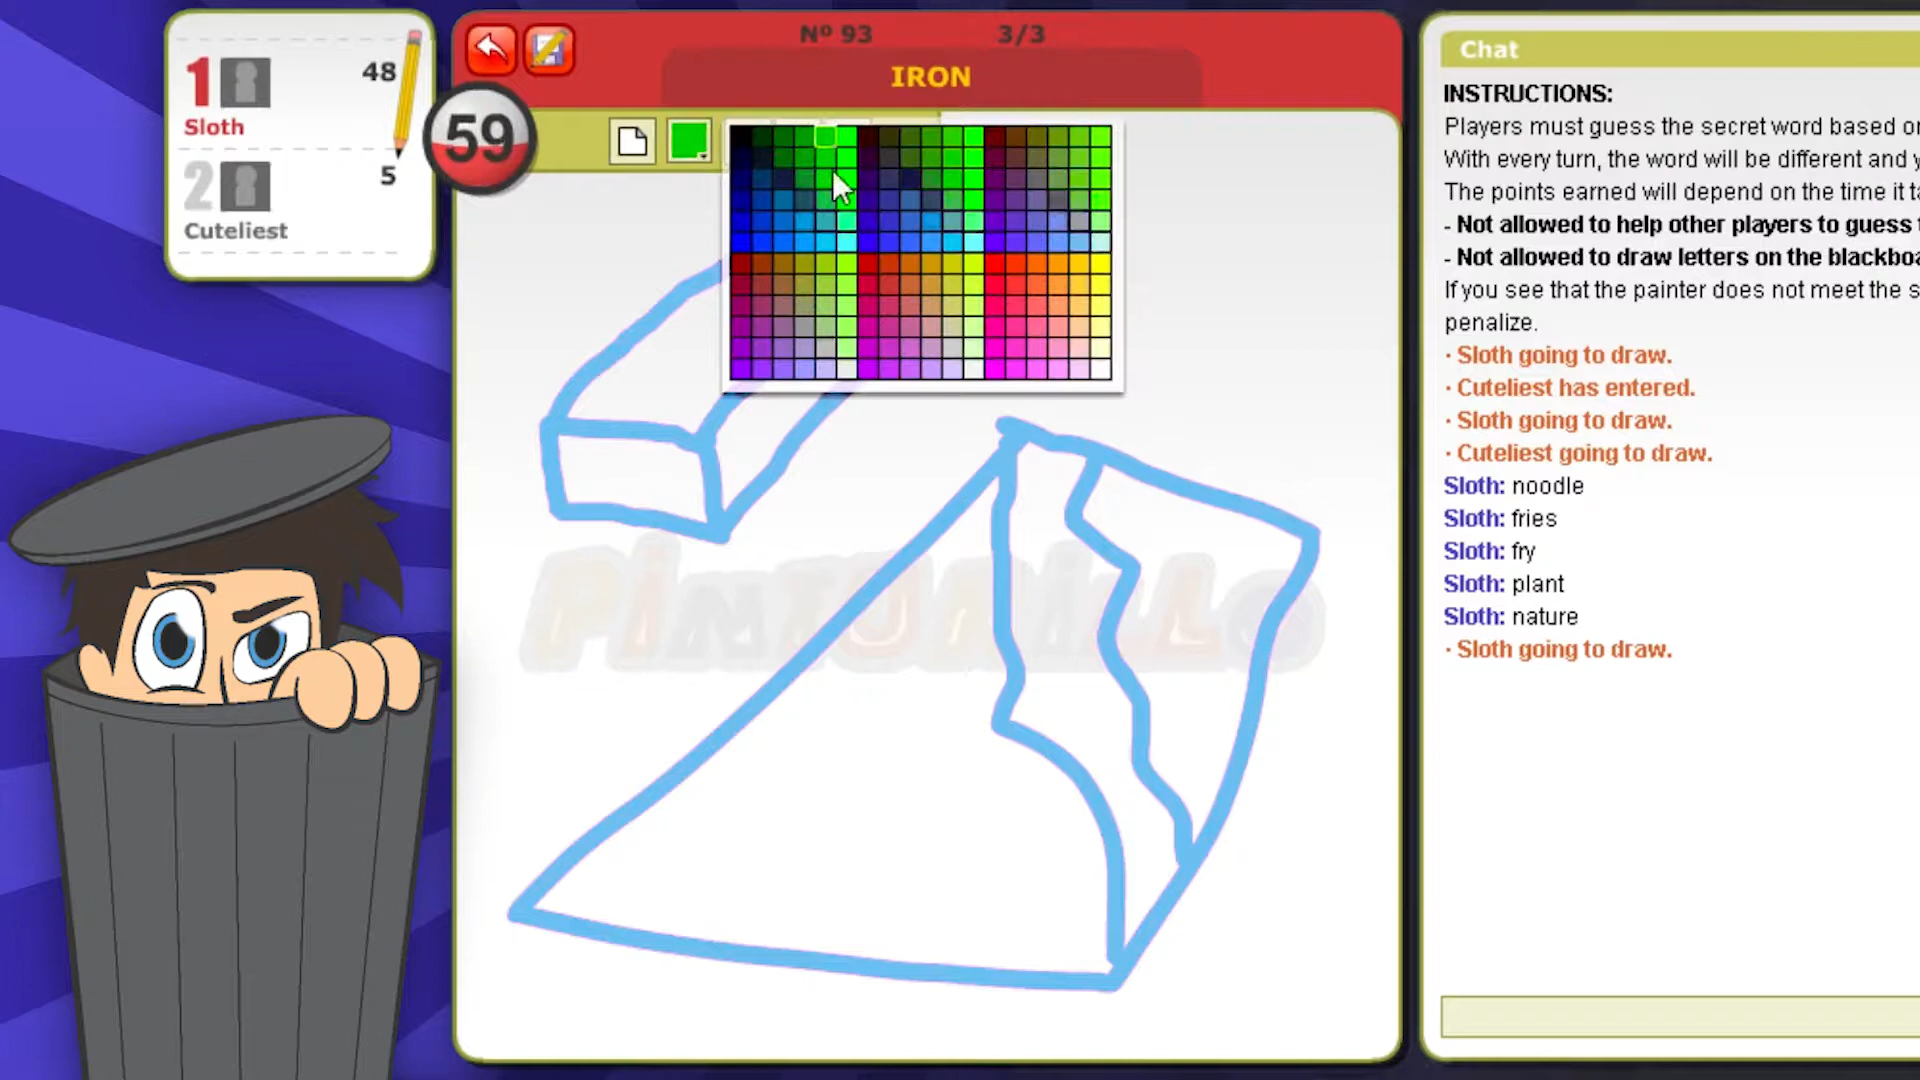 1
48
Sloth
2
5
Cuteliest
59
Nº 93
3/3
IRON
PINTURILLO
Chat
INSTRUCTIONS:
Players must guess the secret word based o
With every turn, the word will be different and y
The points earned will depend on the time it ta
- Not allowed to help other players to guess t
- Not allowed to draw letters on the blackboa
If you see that the painter does not meet the s
penalize.
· Sloth going to draw.
· Cuteliest has entered.
· Sloth going to draw.
· Cuteliest going to draw.
Sloth: noodle
Sloth: fries
Sloth: fry
Sloth: plant
Sloth: nature
· Sloth going to draw.